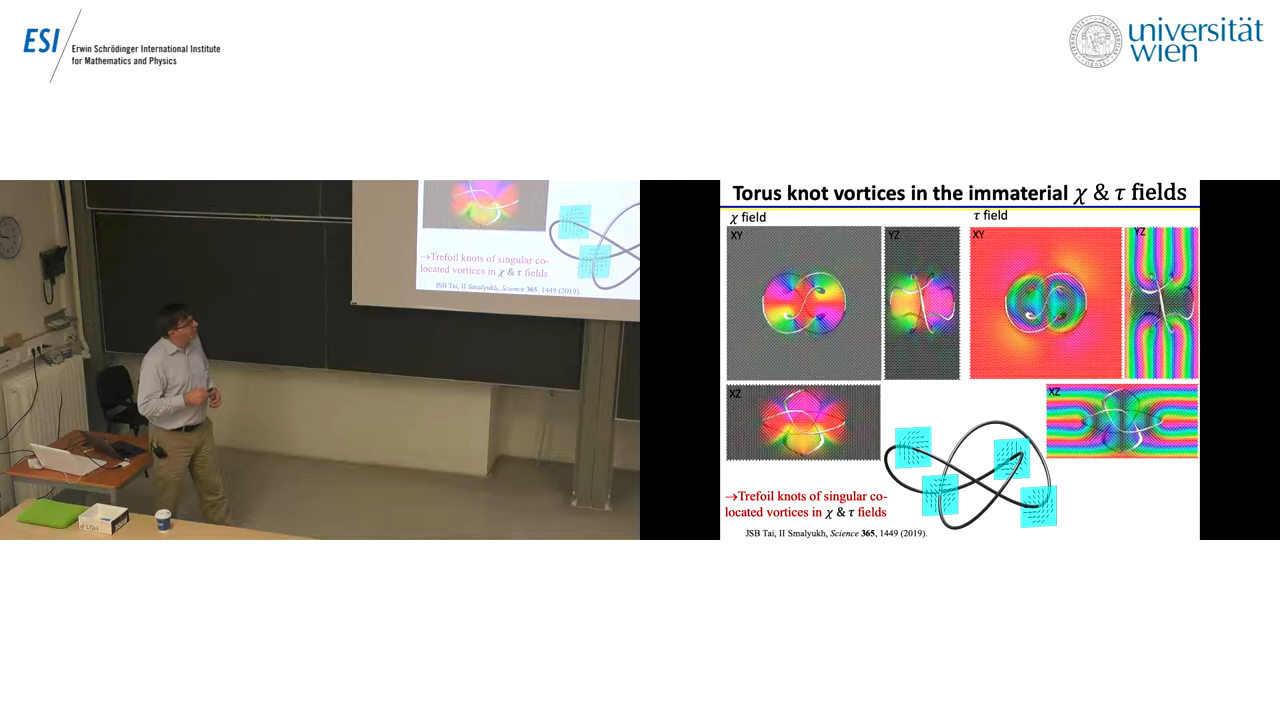 ESI
Erwin Schrödinger International Institute
for Mathematics and Physics
universität
wien
→Trefoil knots of singular co-
located vortices in χ & τ fields
JSB Tai, II Smalyukh, Science 365, 1449 (2019).
Torus knot vortices in the immaterial χ & τ fields
χ field
τ field
XY
YZ
XY
YZ
XZ
XZ
→Trefoil knots of singular co-
located vortices in χ & τ fields
JSB Tai, II Smalyukh, Science 365, 1449 (2019).